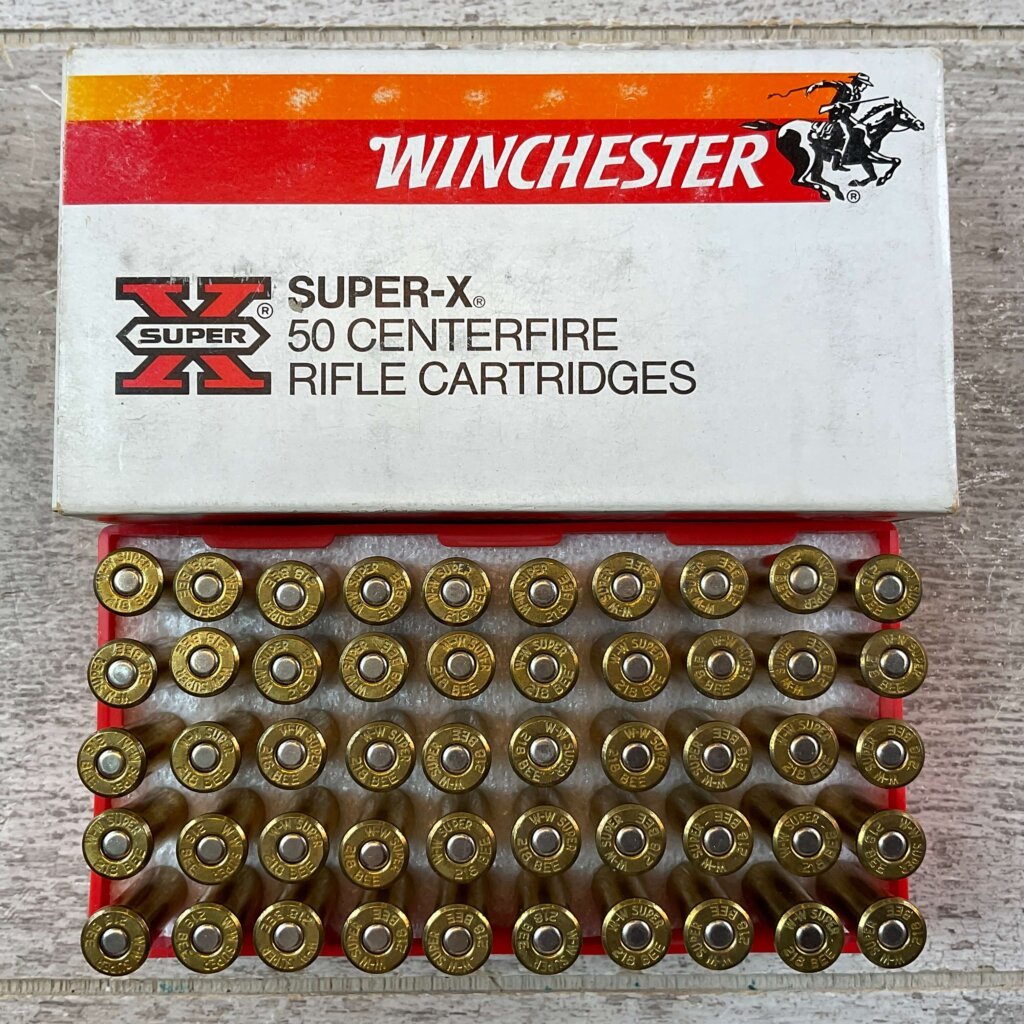 WINCHESTER
®
SUPER
®
SUPER-X®
50 CENTERFIRE
RIFLE CARTRIDGES
W-W SUPER
218 BEE